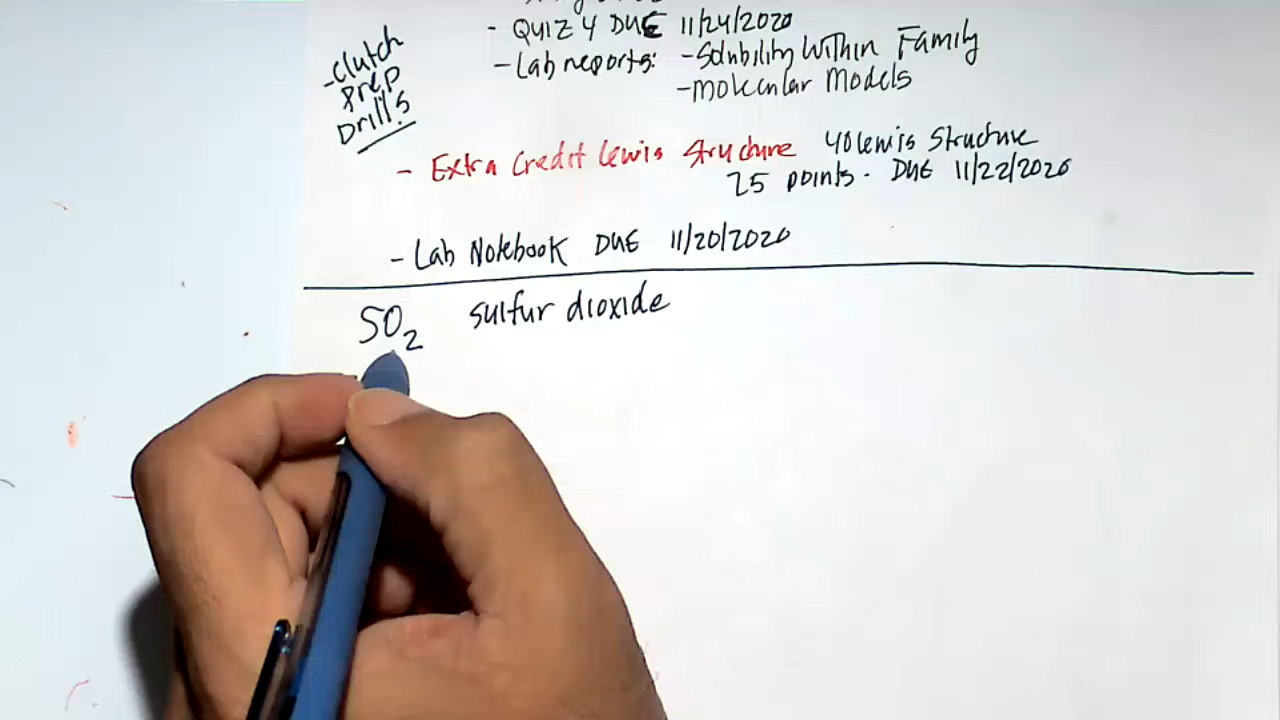 - Quiz 4 DUE 11/24/2020
- Lab reports: - Solubility Within Family
- Molecular Models
- Clutch
Prep
Drills
- Extra Credit Lewis Structure 40 lewis Structure
25 points. DUE 11/22/2020
- Lab Notebook DUE 11/20/2020
SO2 sulfur dioxide